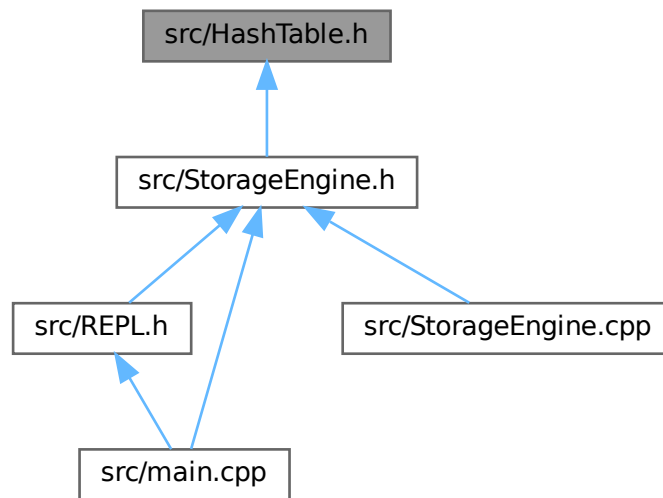 src/HashTable.h
src/StorageEngine.h
src/REPL.h
src/StorageEngine.cpp
src/main.cpp